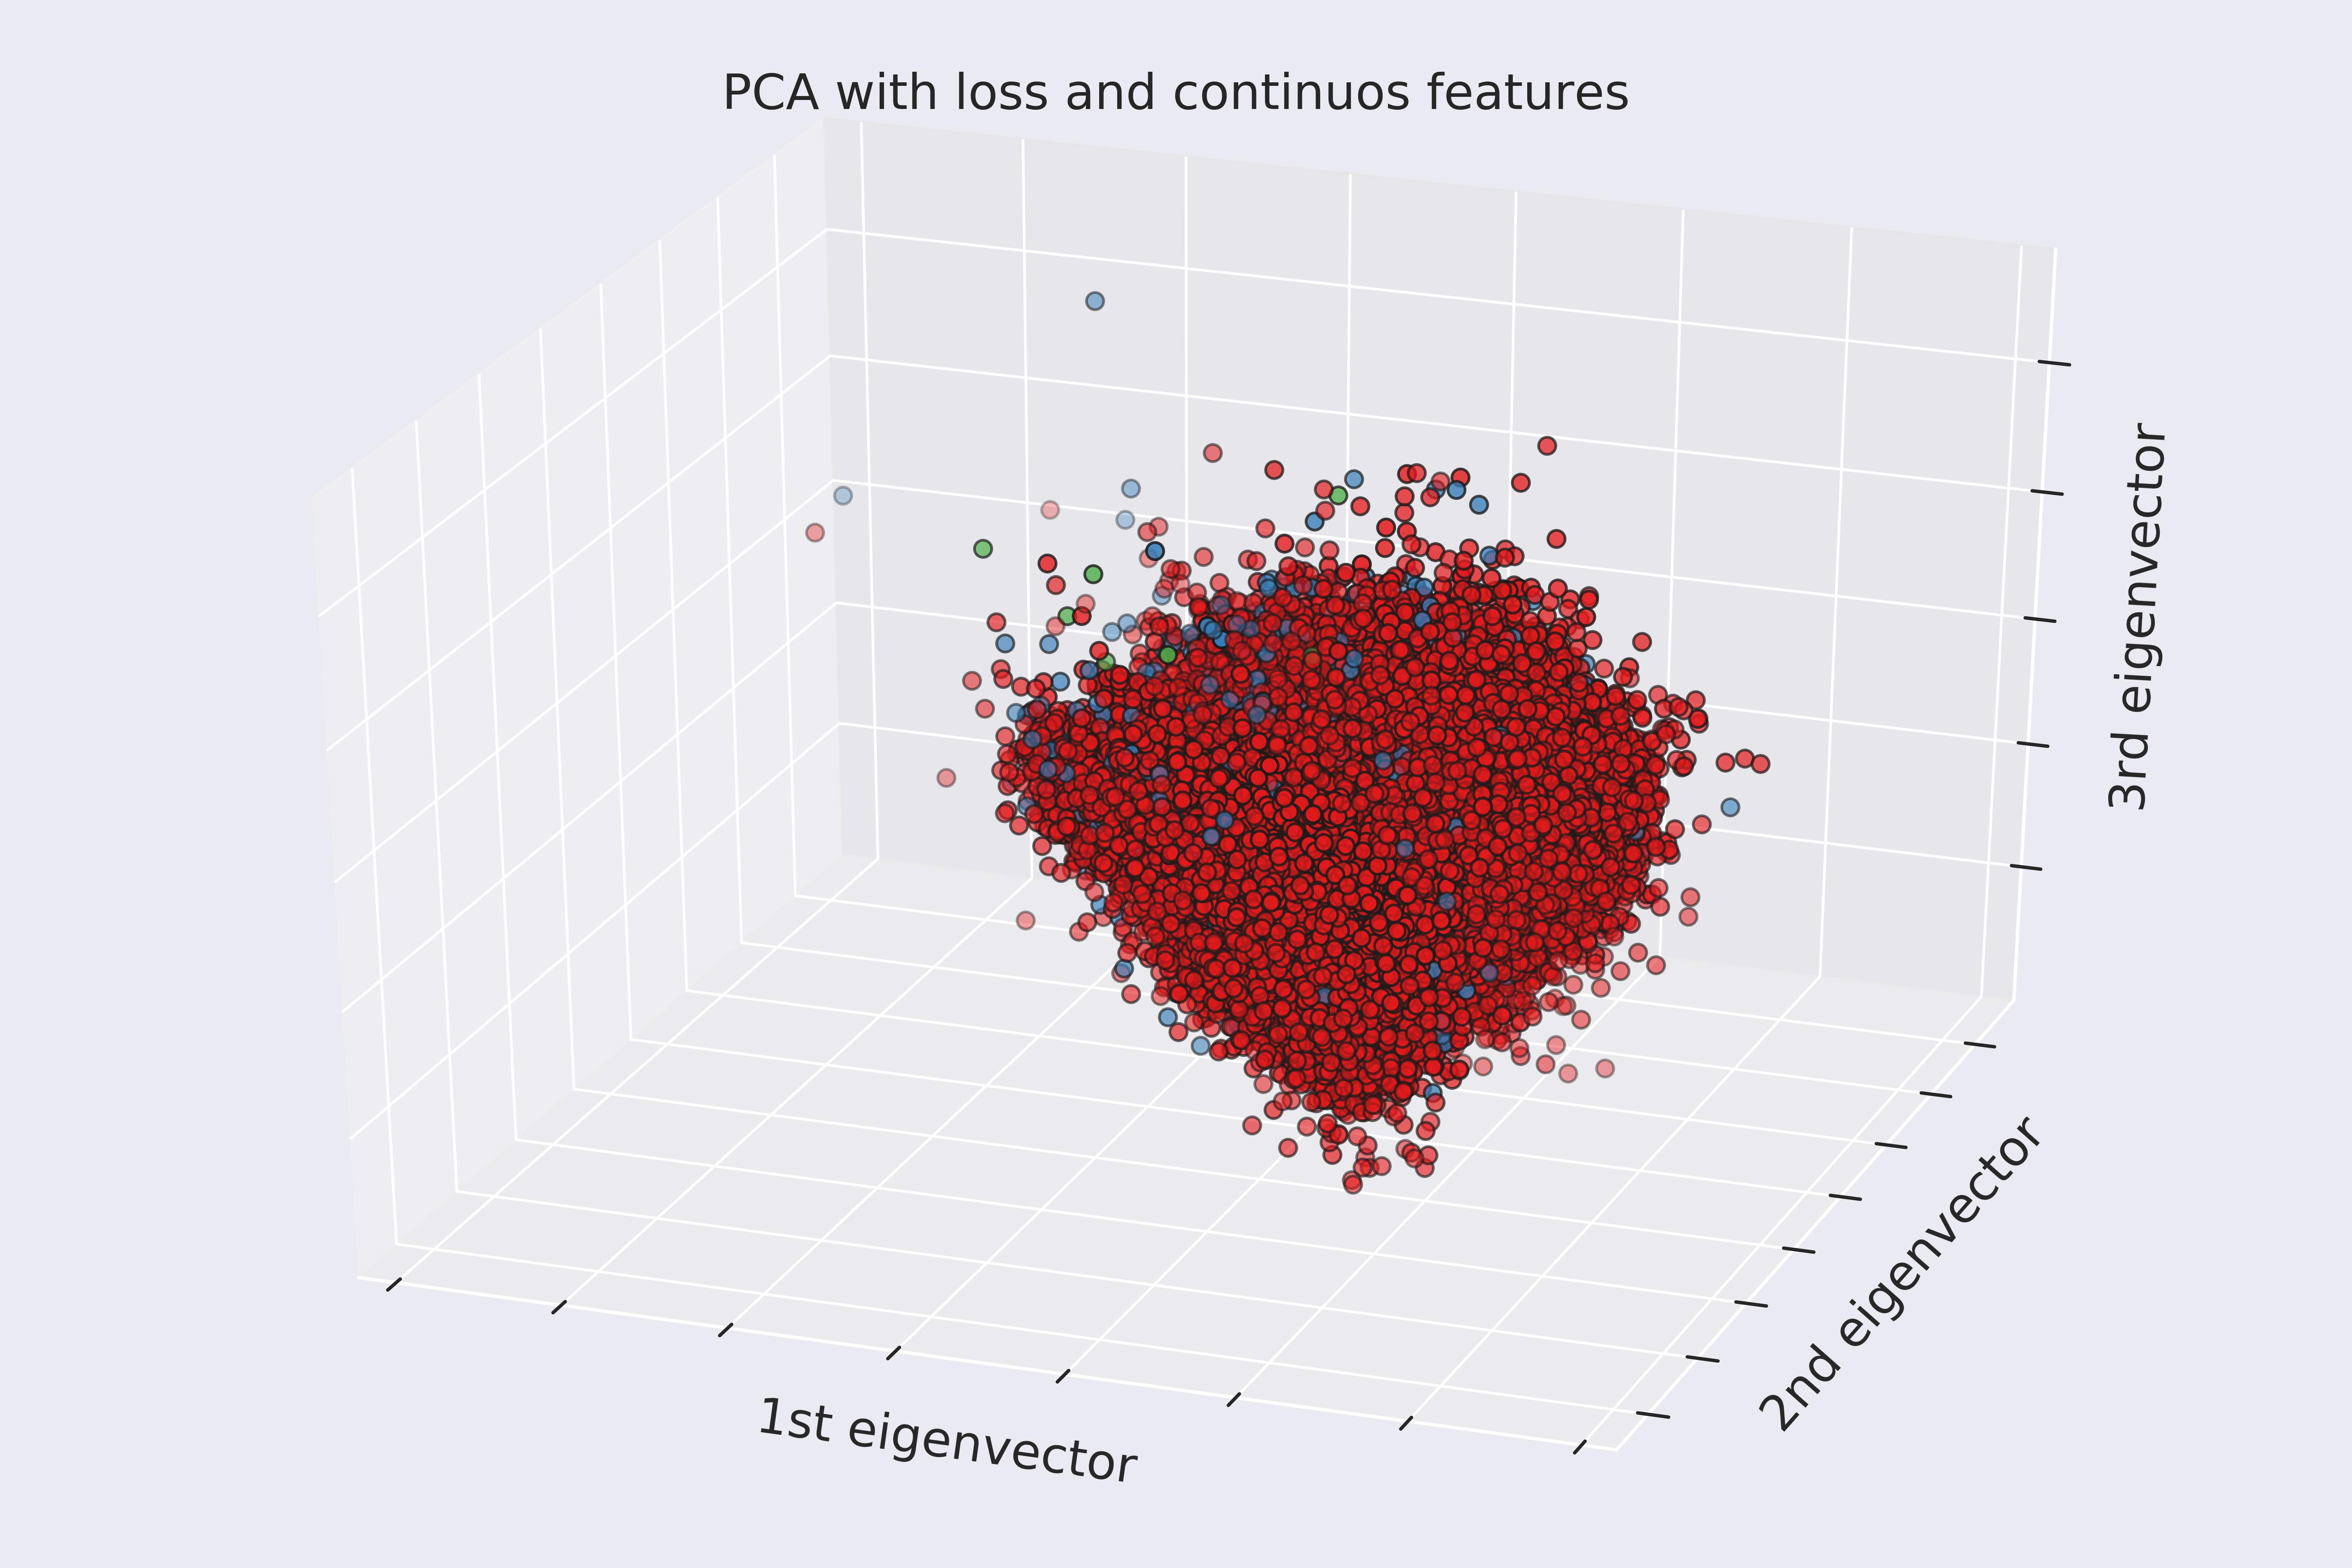 PCA with loss and continuos features
3rd eigenvector
2nd eigenvector
1st eigenvector